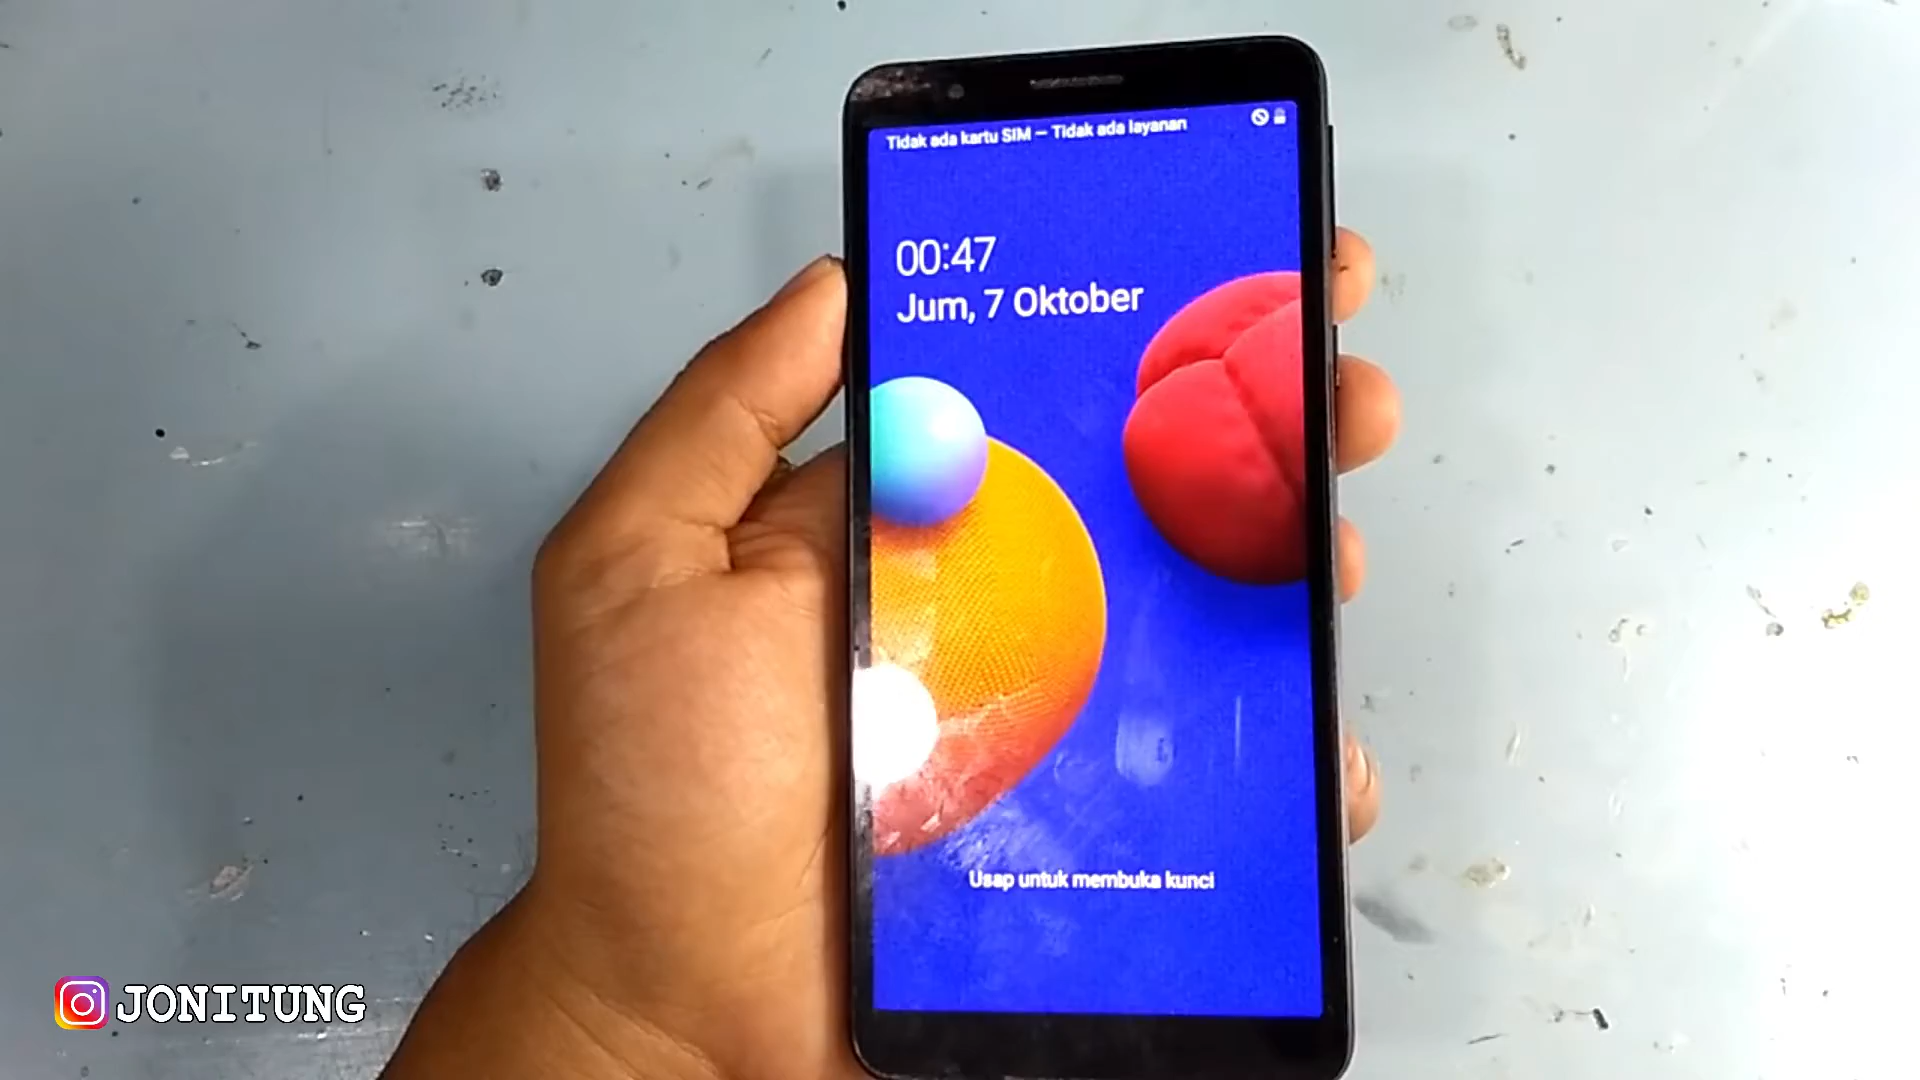 Tidak ada kartu SIM — Tidak ada layanan
00:47
Jum, 7 Oktober
Usap untuk membuka kunci
JONITUNG